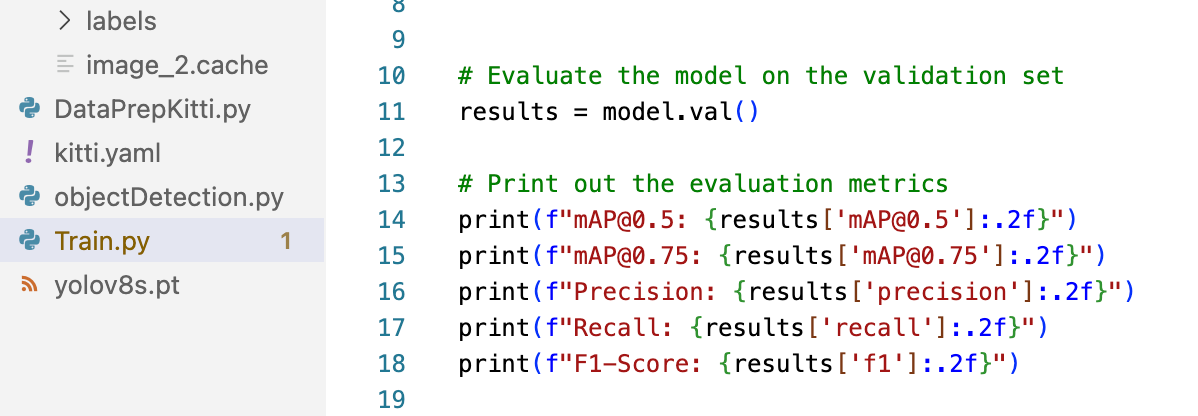 labels
image_2.cache
DataPrepKitti.py
! kitti.yaml
objectDetection.py
Train.py 1
yolov8s.pt
8
9
10 # Evaluate the model on the validation set
11 results = model.val()
12
13 # Print out the evaluation metrics
14 print(f"mAP@0.5: {results['mAP@0.5']:.2f}")
15 print(f"mAP@0.75: {results['mAP@0.75']:.2f}")
16 print(f"Precision: {results['precision']:.2f}")
17 print(f"Recall: {results['recall']:.2f}")
18 print(f"F1-Score: {results['f1']:.2f}")
19